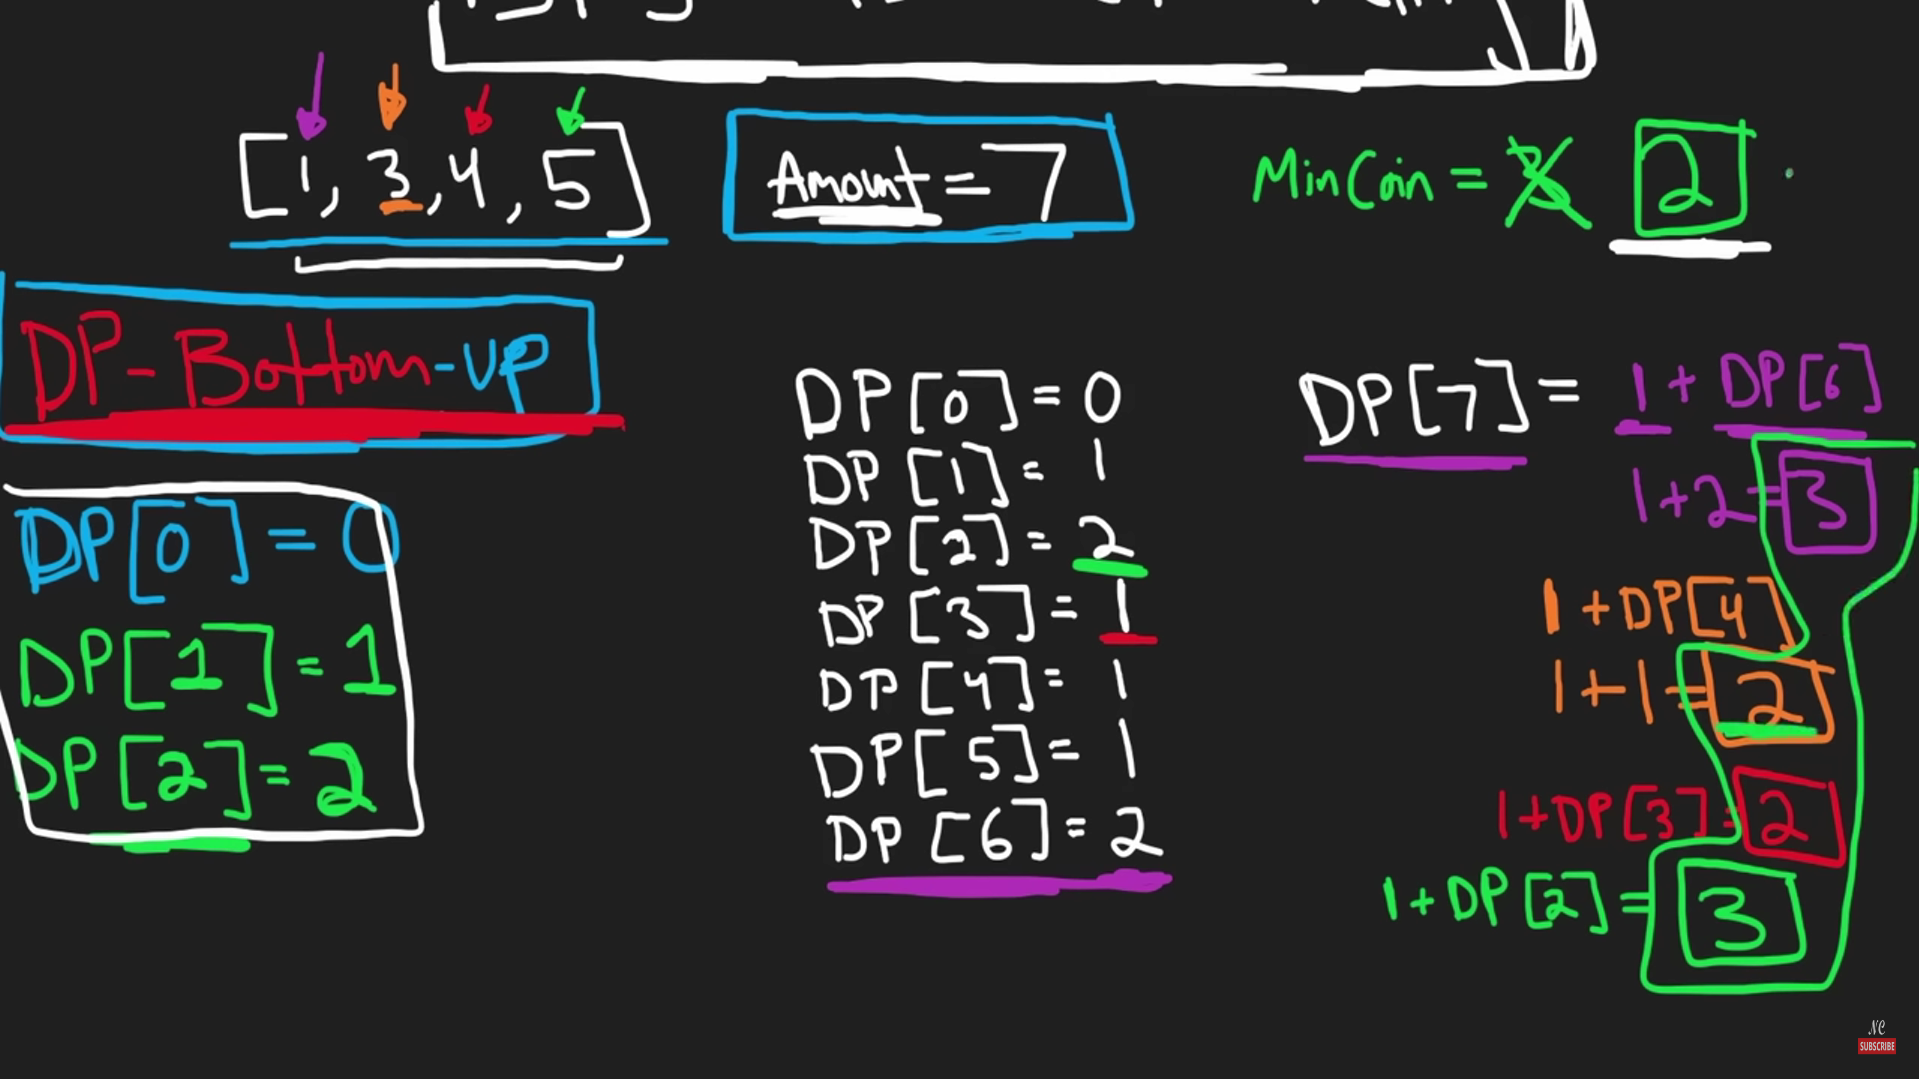 [1, 3, 4, 5]
Amount = 7
MinCoin =
2
DP-Bottom-UP
DP[0] = 0
DP[1] = 1
DP[2] = 2
DP[0] = 0
DP[1] = 1
DP[2] = 2
DP[3] = 1
DP[4] = 1
DP[5] = 1
DP[6] = 2
DP[7] = 1 + DP[6]
1+2 = 3
1 + DP[4]
1 + 1 = 2
1+DP[3] = 2
1+DP[2] = 3
NC
SUBSCRIBE